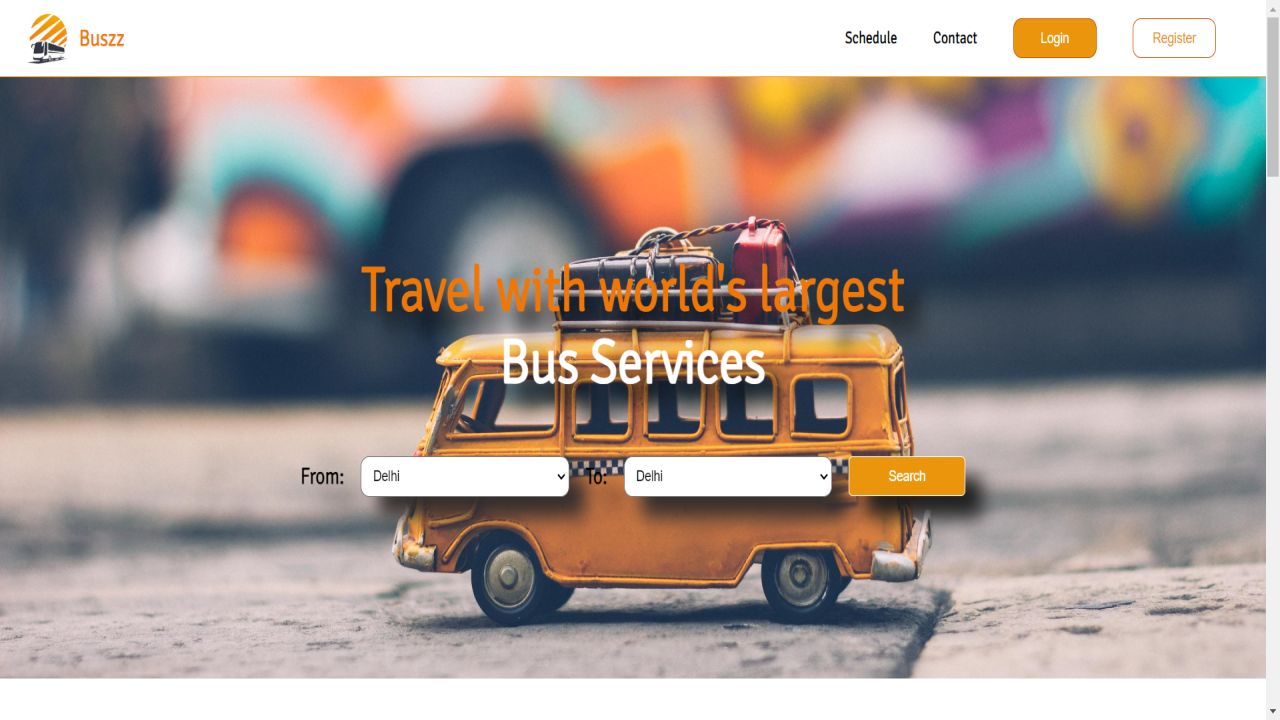 Buszz
Schedule
Contact
Login
Register
Travel with world's largest
Bus Services
From:
Delhi
To:
Delhi
Search